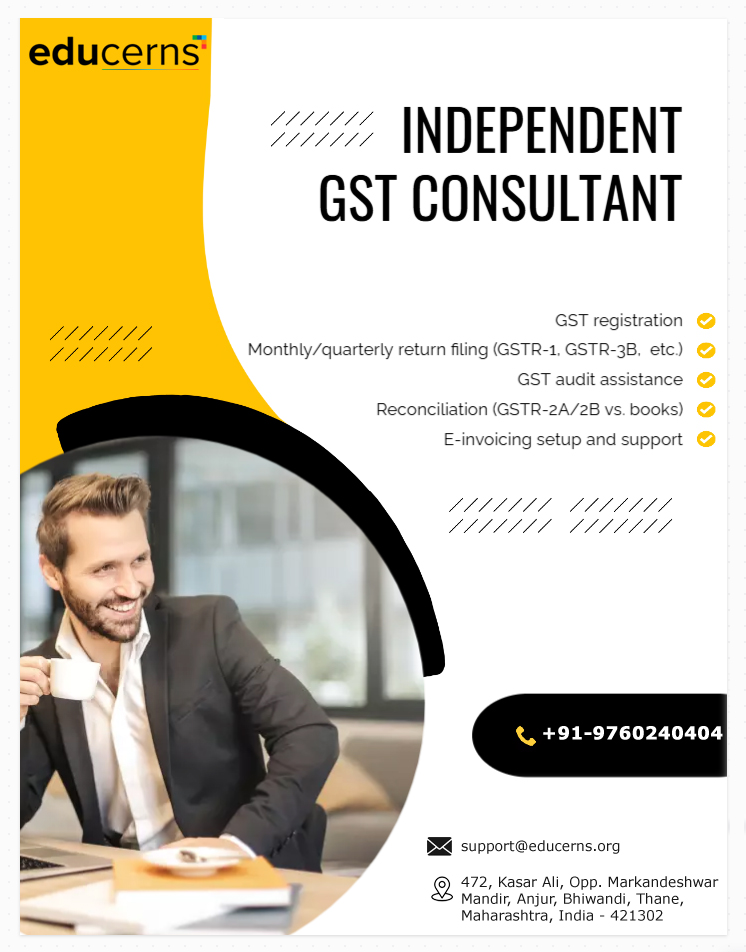 educerns
INDEPENDENT
GST CONSULTANT
GST registration
Monthly/quarterly return filing (GSTR-1, GSTR-3B, etc.)
GST audit assistance
Reconciliation (GSTR-2A/2B vs. books)
E-invoicing setup and support
+91-9760240404
support@educerns.org
472, Kasar Ali, Opp. Markandeshwar
Mandir, Anjur, Bhiwandi, Thane,
Maharashtra, India - 421302